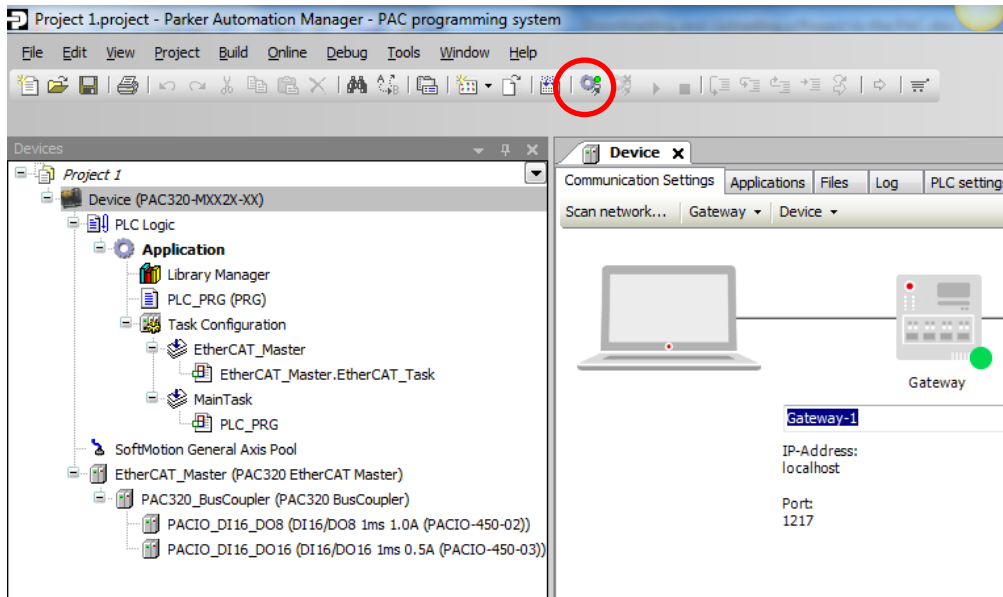 Project 1.project - Parker Automation Manager - PAC programming system
File Edit View Project Build Online Debug Tools Window Help
Devices
Project 1
Device (PAC320-MXX2X-XX)
PLC Logic
Application
Library Manager
PLC_PRG (PRG)
Task Configuration
EtherCAT_Master
EtherCAT_Master.EtherCAT_Task
MainTask
PLC_PRG
SoftMotion General Axis Pool
EtherCAT_Master (PAC320 EtherCAT Master)
PAC320_BusCoupler (PAC320 BusCoupler)
PACIO_DI16_DO8 (DI16/DO8 1ms 1.0A (PACIO-450-02))
PACIO_DI16_DO16 (DI16/DO16 1ms 0.5A (PACIO-450-03))
Device
Communication Settings Applications Files Log PLC settings
Scan network... Gateway Device
Gateway
Gateway-1
IP-Address:
localhost
Port:
1217